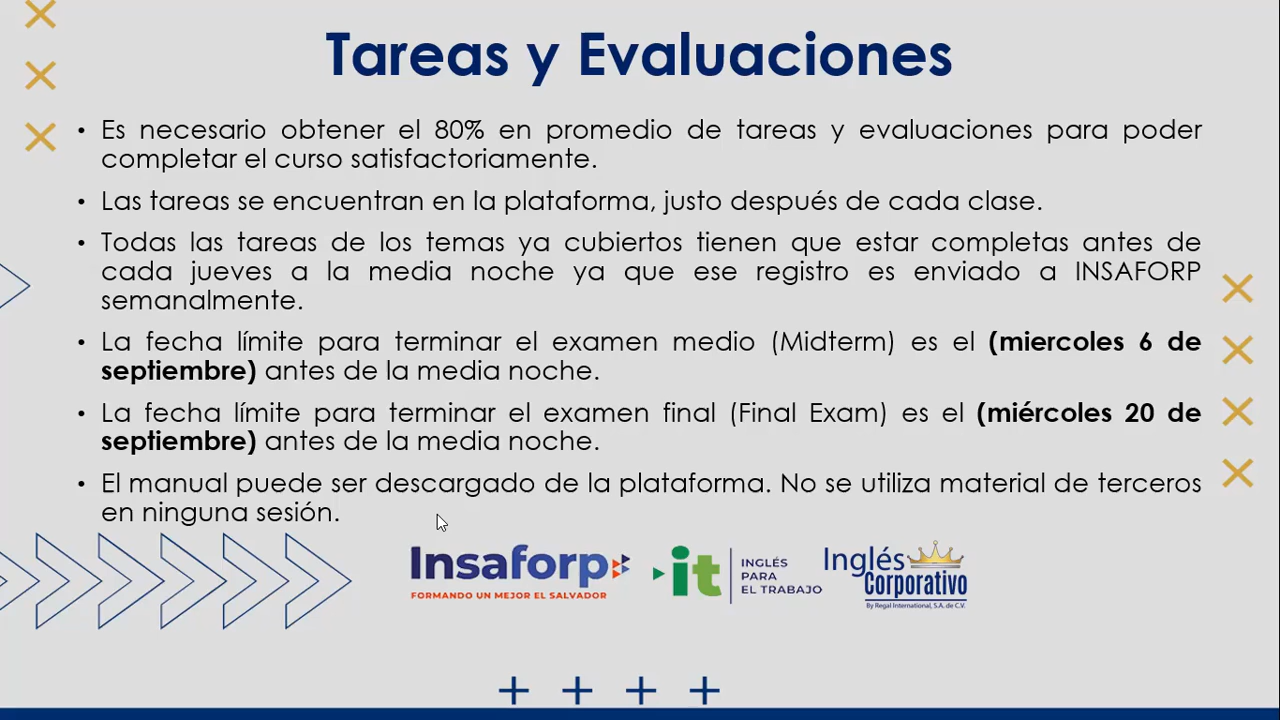 Tareas y Evaluaciones
• Es necesario obtener el 80% en promedio de tareas y evaluaciones para poder
completar el curso satisfactoriamente.
• Las tareas se encuentran en la plataforma, justo después de cada clase.
• Todas las tareas de los temas ya cubiertos tienen que estar completas antes de
cada jueves a la media noche ya que ese registro es enviado a INSAFORP
semanalmente.
• La fecha límite para terminar el examen medio (Midterm) es el (miercoles 6 de
septiembre) antes de la media noche.
• La fecha límite para terminar el examen final (Final Exam) es el (miércoles 20 de
septiembre) antes de la media noche.
• El manual puede ser descargado de la plataforma. No se utiliza material de terceros
en ninguna sesión.
Insaforp
FORMANDO UN MEJOR EL SALVADOR
it
INGLÉS
PARA
EL TRABAJO
Inglés
Corporativo
By Regal International, S.A. de C.V.